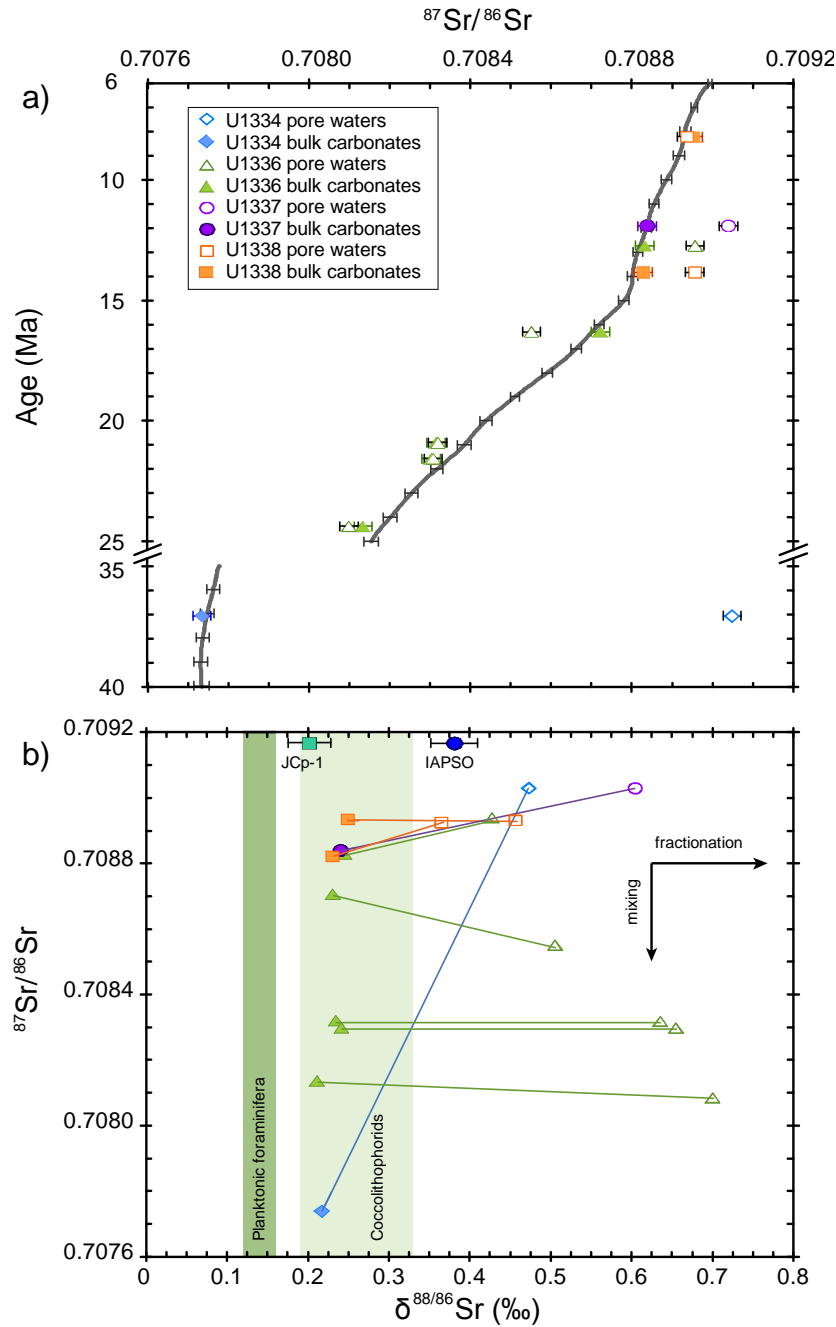 ⁸⁷Sr/⁸⁶Sr
0.7076 0.7080 0.7084 0.7088 0.7092
a)
6
10
15
20
25
35
40
Age (Ma)
U1334 pore waters
U1334 bulk carbonates
U1336 pore waters
U1336 bulk carbonates
U1337 pore waters
U1337 bulk carbonates
U1338 pore waters
U1338 bulk carbonates
b)
0.7092
0.7088
0.7084
0.7080
0.7076
⁸⁷Sr/⁸⁶Sr
JCp-1
IAPSO
fractionation
mixing
Planktonic foraminifera
Coccolithophorids
0 0.1 0.2 0.3 0.4 0.5 0.6 0.7 0.8
δ⁸⁸/⁸⁶Sr (‰)